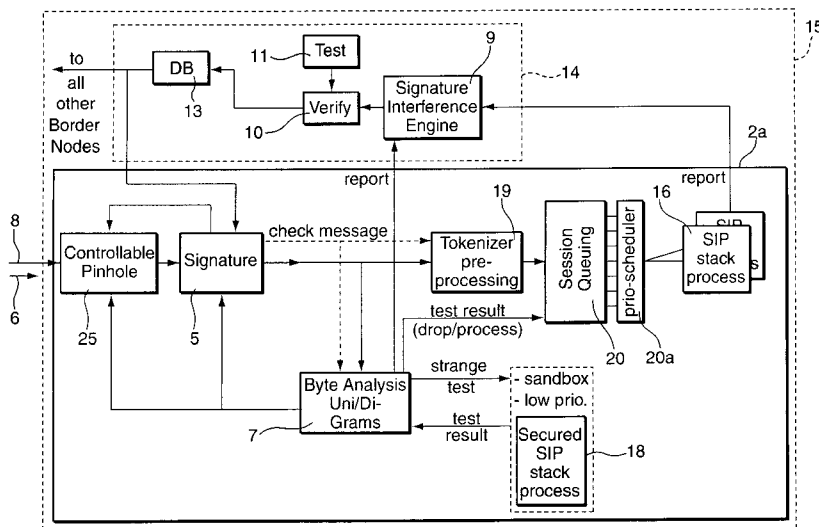 15
to
all
other
Border
Nodes
DB
13
11
Test
Verify
10
9
Signature
Interference
Engine
14
2a
report
report
8
6
Controllable
Pinhole
25
Signature
5
check message
19
Tokenizer
pre-
processing
Session
Queuing
20
prio-scheduler
20a
16
SIP
SIP
stack
process
s
test result
(drop/process)
Byte Analysis
Uni/Di-
Grams
7
strange
test
test
result
- sandbox
- low prio.
Secured
SIP
stack
process
18